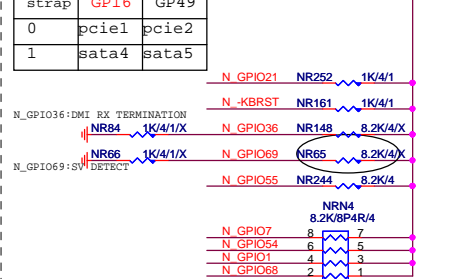 strap GP16 GP49
0 pcie1 pcie2
1 sata4 sata5
N_GPIO21 NR252 1K/4/1
N_-KBRST NR161 1K/4/1
N_GPIO36:DMI RX TERMINATION
NR84 1K/4/1/X N_GPIO36 NR148 8.2K/4/X
NR66 1K/4/1/X N_GPIO69 NR65 8.2K/4/X
N_GPIO69:SV DETECT
N_GPIO55 NR244 8.2K/4
NRN4
8.2K/8P4R/4
N_GPIO7 8 7
N_GPIO54 6 5
N_GPIO1 4 3
N_GPIO68 2 1